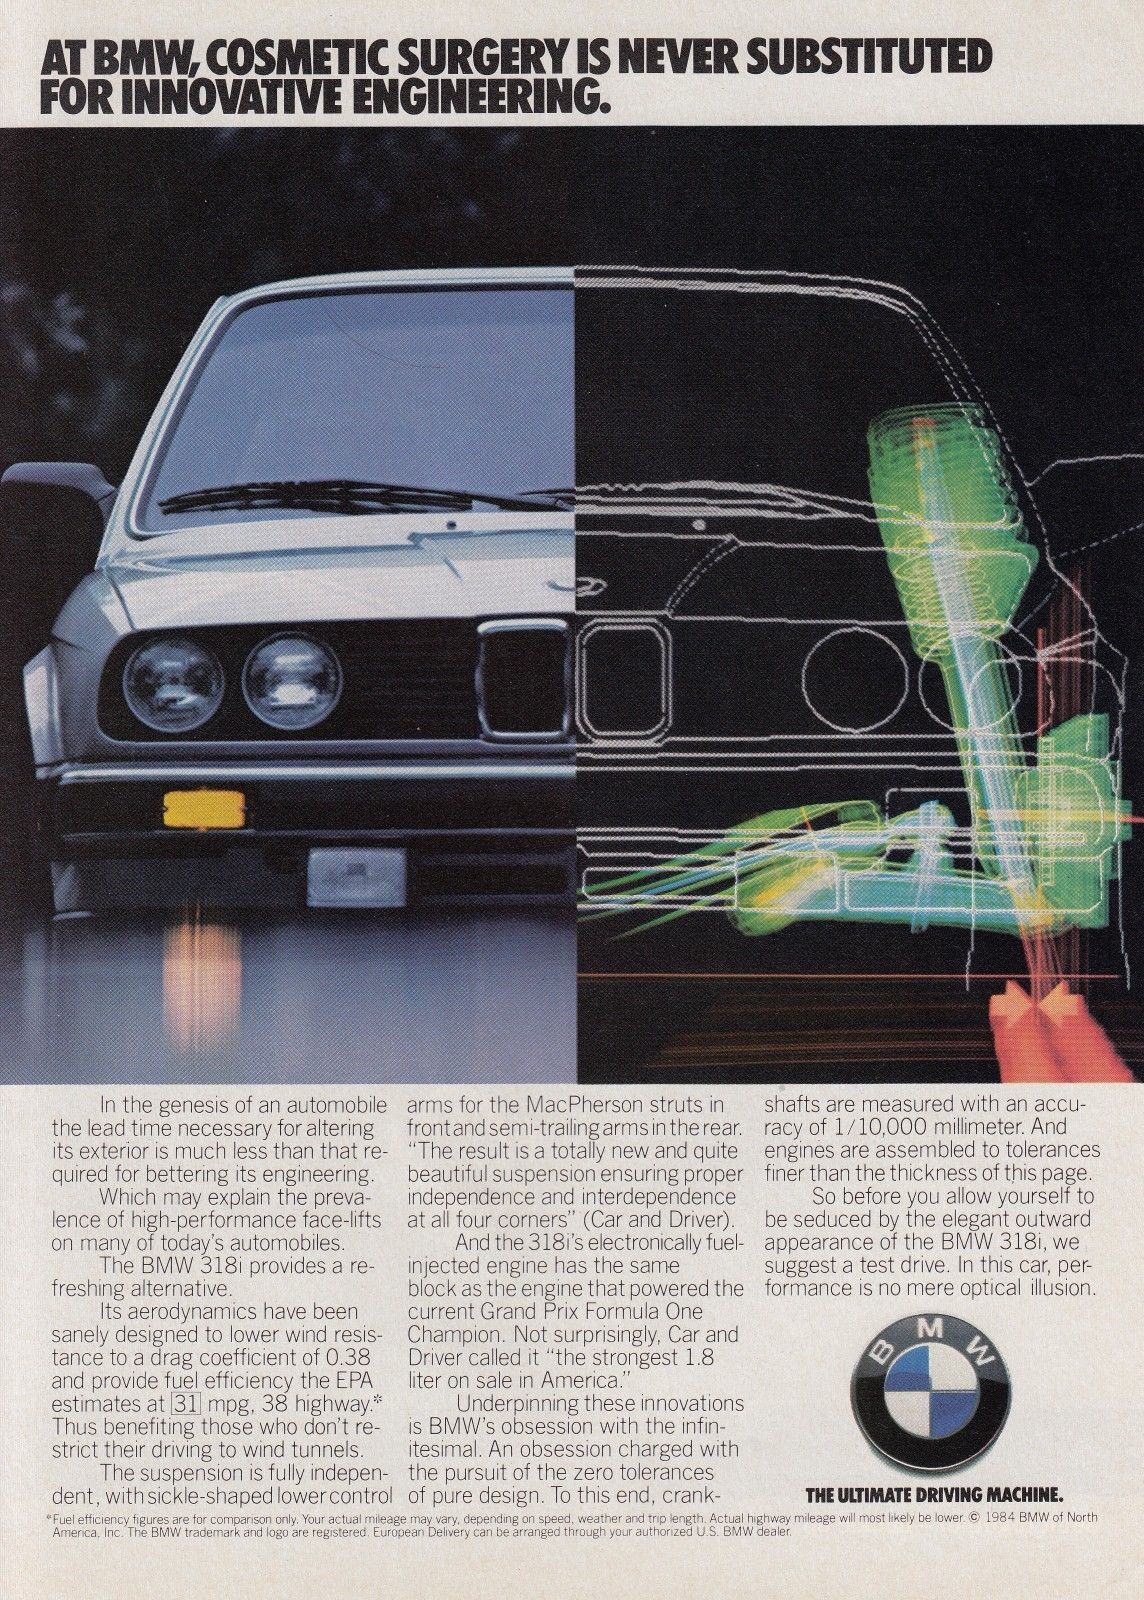 AT BMW, COSMETIC SURGERY IS NEVER SUBSTITUTED
FOR INNOVATIVE ENGINEERING.
In the genesis of an automobile
the lead time necessary for altering
its exterior is much less than that re-
quired for bettering its engineering.
Which may explain the preva-
lence of high-performance face-lifts
on many of today's automobiles.
The BMW 318i provides a re-
freshing alternative.
Its aerodynamics have been
sanely designed to lower wind resis-
tance to a drag coefficient of 0.38
and provide fuel efficiency the EPA
estimates at 31 mpg, 38 highway.*
Thus benefiting those who don't re-
strict their driving to wind tunnels.
The suspension is fully indepen-
dent, with sickle-shaped lower control
arms for the MacPherson struts in
front and semi-trailing arms in the rear.
"The result is a totally new and quite
beautiful suspension ensuring proper
independence and interdependence
at all four corners" (Car and Driver).
And the 318i's electronically fuel-
injected engine has the same
block as the engine that powered the
current Grand Prix Formula One
Champion. Not surprisingly, Car and
Driver called it "the strongest 1.8
liter on sale in America."
Underpinning these innovations
is BMW's obsession with the infin-
itesimal. An obsession charged with
the pursuit of the zero tolerances
of pure design. To this end, crank-
shafts are measured with an accu-
racy of 1/10,000 millimeter. And
engines are assembled to tolerances
finer than the thickness of this page.
So before you allow yourself to
be seduced by the elegant outward
appearance of the BMW 318i, we
suggest a test drive. In this car, per-
formance is no mere optical illusion.
BMW
THE ULTIMATE DRIVING MACHINE.
*Fuel efficiency figures are for comparison only. Your actual mileage may vary, depending on speed, weather and trip length. Actual highway mileage will most likely be lower. © 1984 BMW of North
America, Inc. The BMW trademark and logo are registered. European Delivery can be arranged through your authorized U.S. BMW dealer.